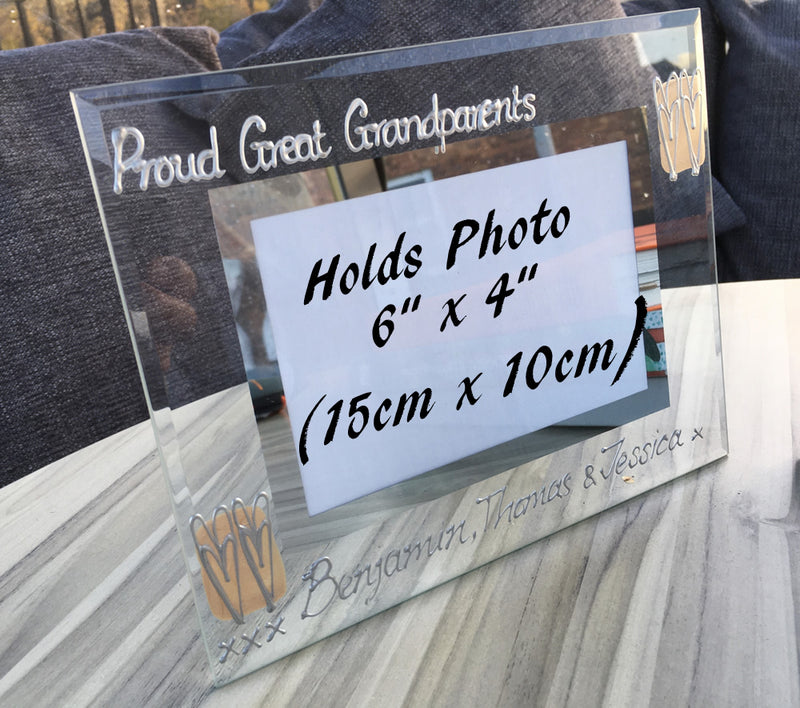 Proud Great Grandparents
Holds Photo
6" x 4"
(15cm x 10cm)
xxx Benjamin, Thomas & Jessica x